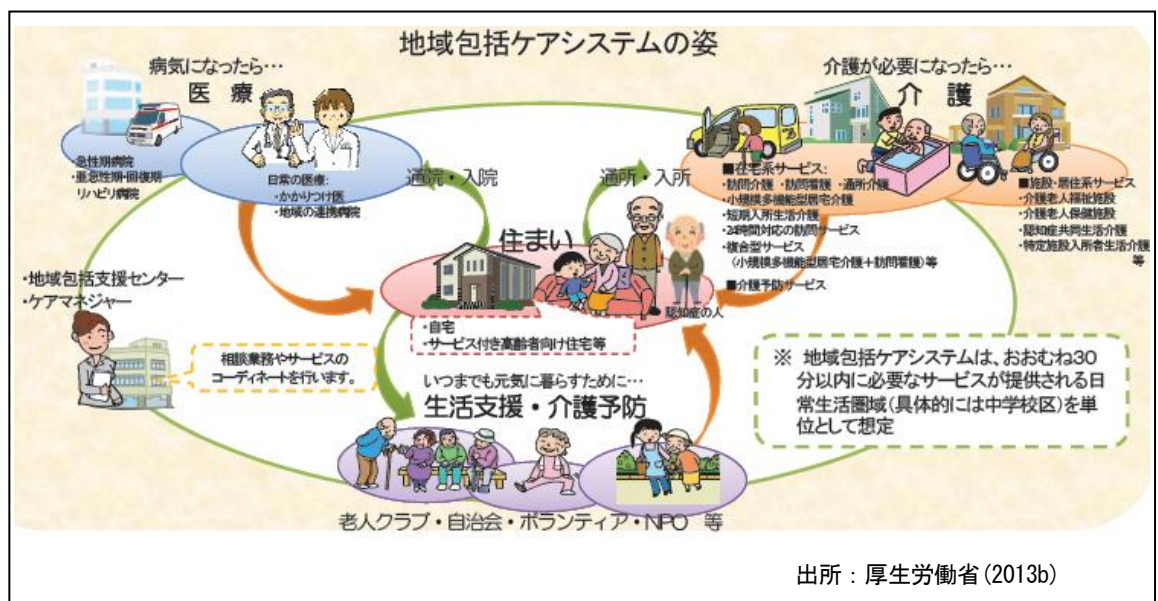 地域包括ケアシステムの姿
病気になったら…
医 療
・急性期病院
・亜急性期・回復期
リハビリ病院
日常の医療:
・かかりつけ医
・地域の連携病院
通院・入院
通所・入所
介護が必要になったら…
介 護
■在宅系サービス:
・訪問介護 ・訪問看護 ・通所介護
・小規模多機能型居宅介護
・短期入所生活介護
・24時間対応の訪問サービス
・複合型サービス
(小規模多機能型居宅介護+訪問看護)等
■介護予防サービス
■施設・居住系サービス
・介護老人福祉施設
・介護老人保健施設
・認知症共同生活介護
・特定施設入所者生活介護
等
住まい
認知症の人
・自宅
・サービス付き高齢者向け住宅等
・地域包括支援センター
・ケアマネジャー
相談業務やサービスの
コーディネートを行います。
いつまでも元気に暮らすために…
生活支援・介護予防
老人クラブ・自治会・ボランティア・NPO 等
※ 地域包括ケアシステムは、おおむね30
分以内に必要なサービスが提供される日
常生活圏域(具体的には中学校区)を単
位として想定
出所:厚生労働省(2013b)